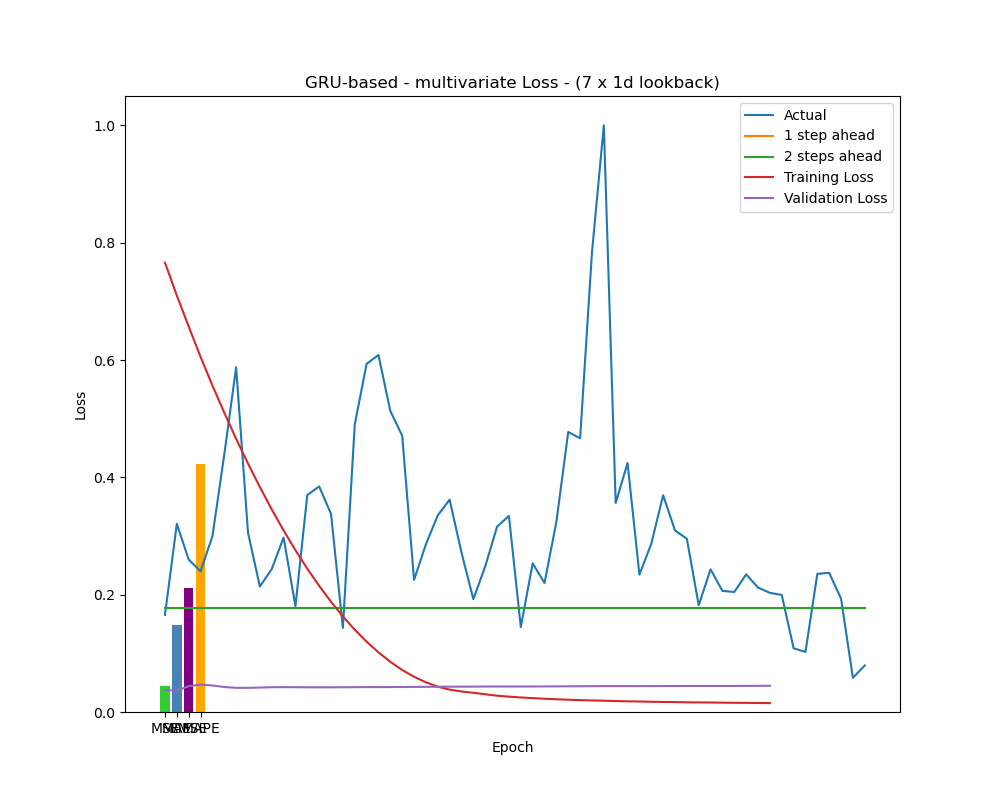 GRU-based - multivariate Loss - (7 x 1d lookback)
Actual
1 step ahead
2 steps ahead
Training Loss
Validation Loss
1.0
0.8
0.6
0.4
0.2
0.0
Loss
Epoch